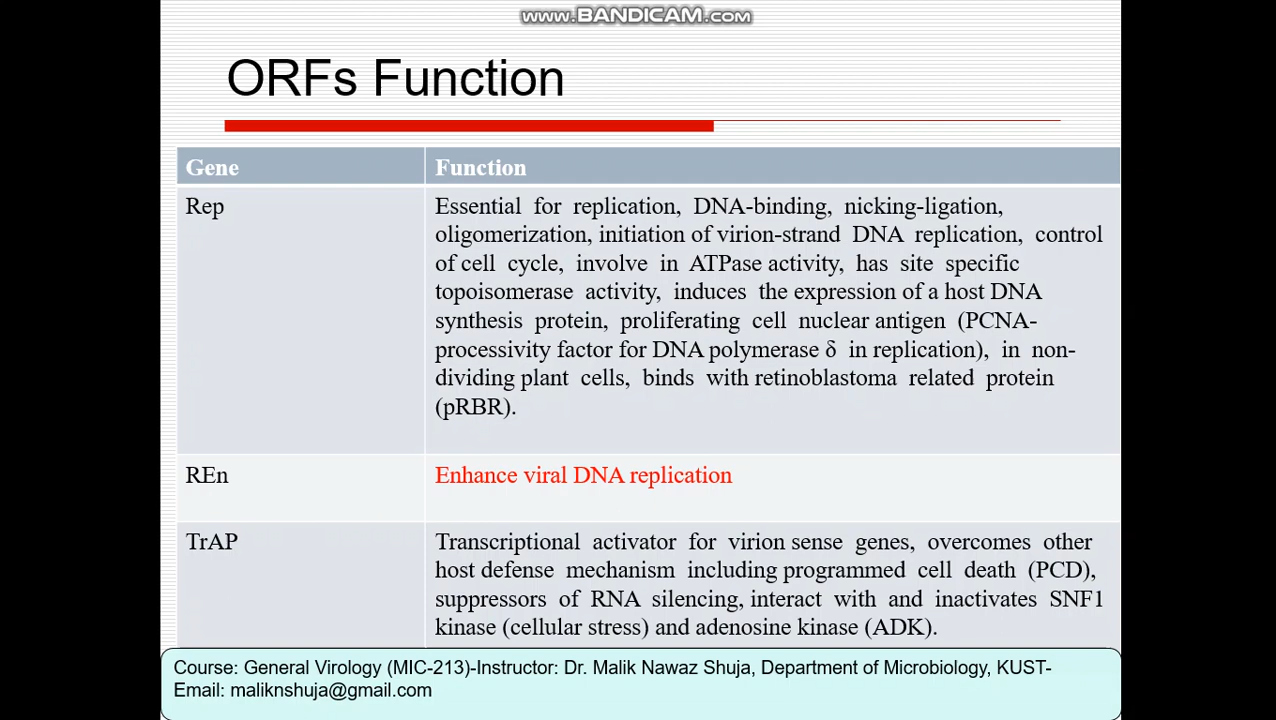 WWW.BANDICAM.COM
ORFs Function
Gene Function
Rep Essential for replication, DNA-binding, nicking-ligation,
oligomarization, initiation of virion-strand DNA replication, control
of cell cycle, involve in ATPase activity, has site specific
topoisomerase activity, induces the expression of a host DNA
synthesis protein, proliferating cell nuclear antigen (PCNA
processivity factor for DNA polymerase δ in replication), in non-
dividing plant cells, binds with retinoblastoma related protein
(pRBR).
REn Enhance viral DNA replication
TrAP Transcriptional activator for virion sense genes, overcomes other
host defense mechanism including programmed cell death (PCD),
suppressors of RNA silencing, interact with and inactivates SNF1
kinase (cellular stress) and adenosine kinase (ADK).
Course: General Virology (MIC-213)-Instructor: Dr. Malik Nawaz Shuja, Department of Microbiology, KUST-
Email: maliknshuja@gmail.com